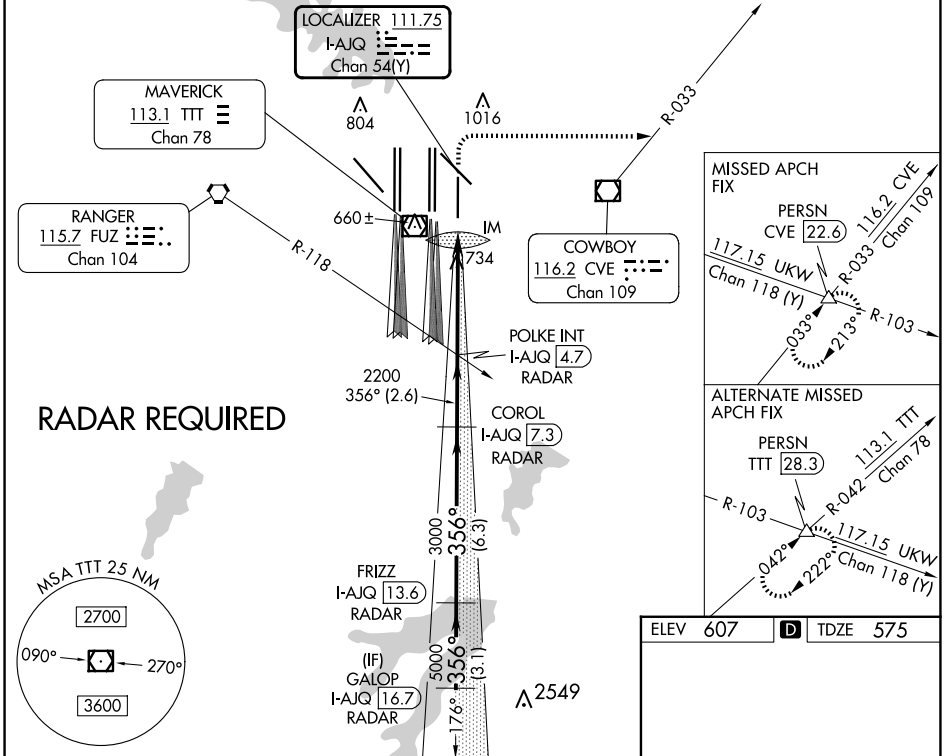 LOCALIZER 111.75
I-AJQ
Chan 54(Y)
MAVERICK
113.1 TTT
Chan 78
804
1016
R-033
RANGER
115.7 FUZ
Chan 104
660±
IM
734
R-118
COWBOY
116.2 CVE
Chan 109
POLKE INT
I-AJQ 4.7
RADAR
2200
356° (2.6)
COROL
I-AJQ 7.3
RADAR
RADAR REQUIRED
3000
356°
(6.3)
FRIZZ
I-AJQ 13.6
RADAR
5000
356°
(3.1)
(IF)
GALOP
I-AJQ 16.7
RADAR
176°
2549
MSA TTT 25 NM
2700
090°
270°
3600
MISSED APCH
FIX
PERSN
CVE 22.6
116.2 CVE
Chan 109
R-033
117.15 UKW
Chan 118 (Y)
R-103
033°
213°
ALTERNATE MISSED
APCH FIX
PERSN
TTT 28.3
113.1 TTT
Chan 78
R-042
R-103
117.15 UKW
Chan 118 (Y)
042°
222°
ELEV 607 D TDZE 575